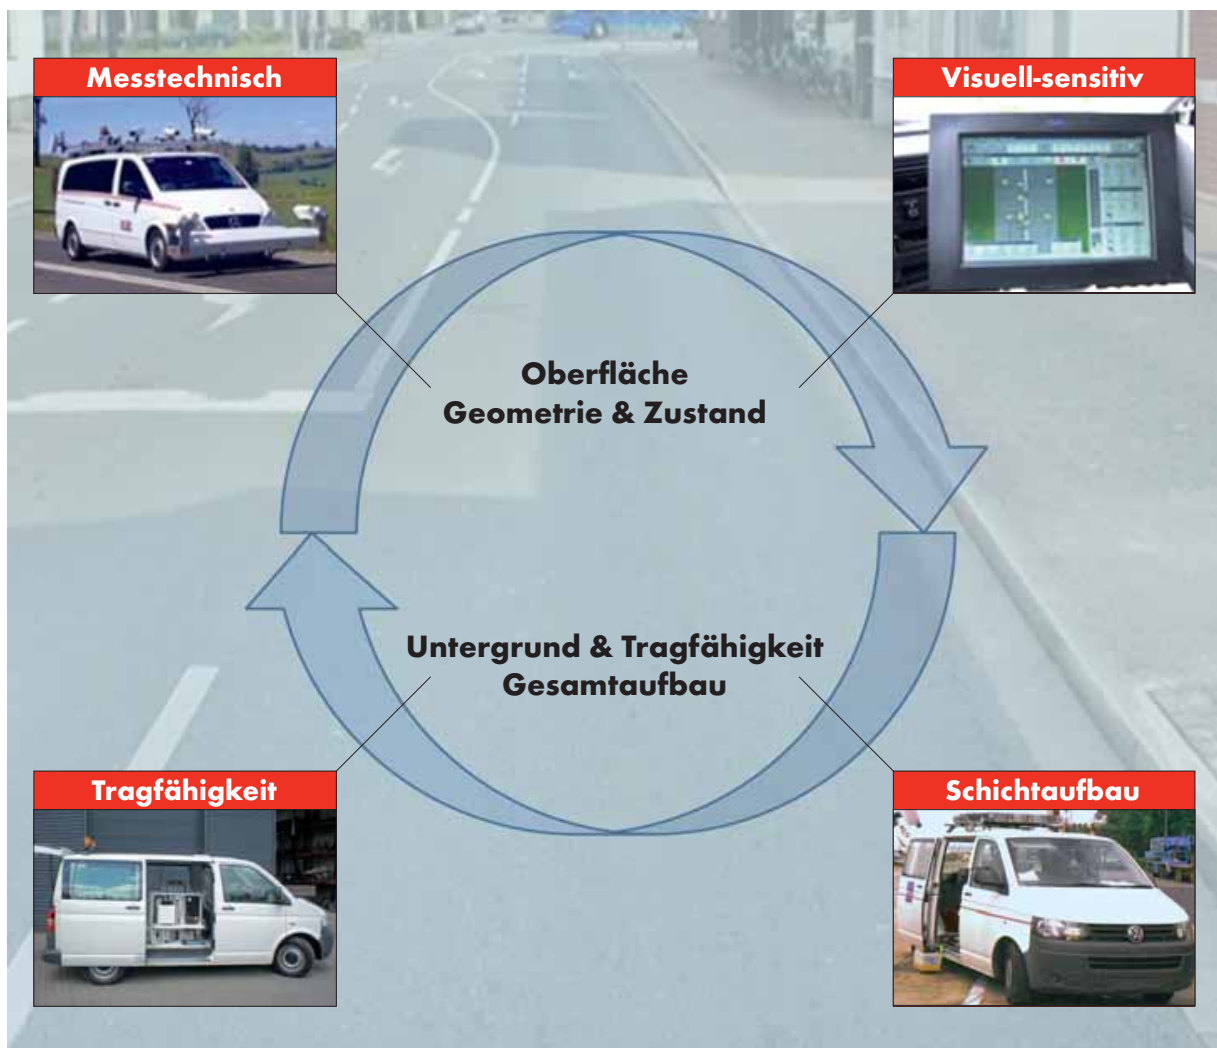 Messtechnisch
Visuell-sensitiv
Oberfläche
Geometrie & Zustand
Untergrund & Tragfähigkeit
Gesamtaufbau
Tragfähigkeit
Schichtaufbau